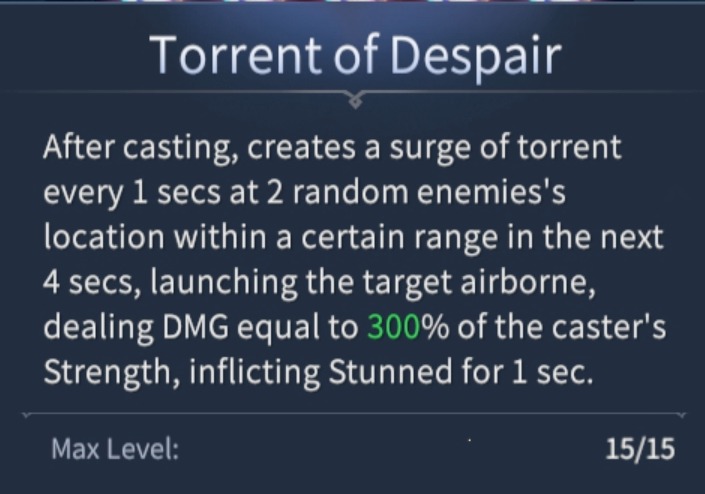 Torrent of Despair
After casting, creates a surge of torrent
every 1 secs at 2 random enemies's
location within a certain range in the next
4 secs, launching the target airborne,
dealing DMG equal to 300% of the caster's
Strength, inflicting Stunned for 1 sec.
Max Level: 15/15